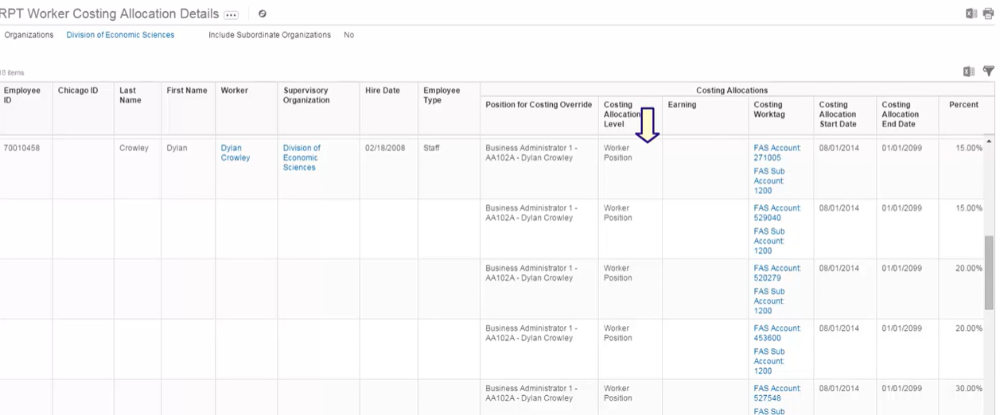 RPT Worker Costing Allocation Details
Organizations Division of Economic Sciences Include Subordinate Organizations No
18 items
Employee ID Chicago ID Last Name First Name Worker Supervisory Organization Hire Date Employee Type Costing Allocations
Position for Costing Override Costing Allocation Level Earning Costing Worktag Costing Allocation Start Date Costing Allocation End Date Percent
70010458 Crowley Dylan Dylan Crowley Division of Economic Sciences 02/18/2008 Staff Business Administrator 1 - AA102A - Dylan Crowley Worker Position FAS Account: 271005 08/01/2014 01/01/2099 15.00%
FAS Sub Account: 1200
Business Administrator 1 - AA102A - Dylan Crowley Worker Position FAS Account: 529040 08/01/2014 01/01/2099 15.00%
FAS Sub Account: 1200
Business Administrator 1 - AA102A - Dylan Crowley Worker Position FAS Account: 520279 08/01/2014 01/01/2099 20.00%
FAS Sub Account: 1200
Business Administrator 1 - AA102A - Dylan Crowley Worker Position FAS Account: 453600 08/01/2014 01/01/2099 20.00%
FAS Sub Account: 1200
Business Administrator 1 - AA102A - Dylan Crowley Worker Position FAS Account: 527548 08/01/2014 01/01/2099 30.00%
FAS Sub